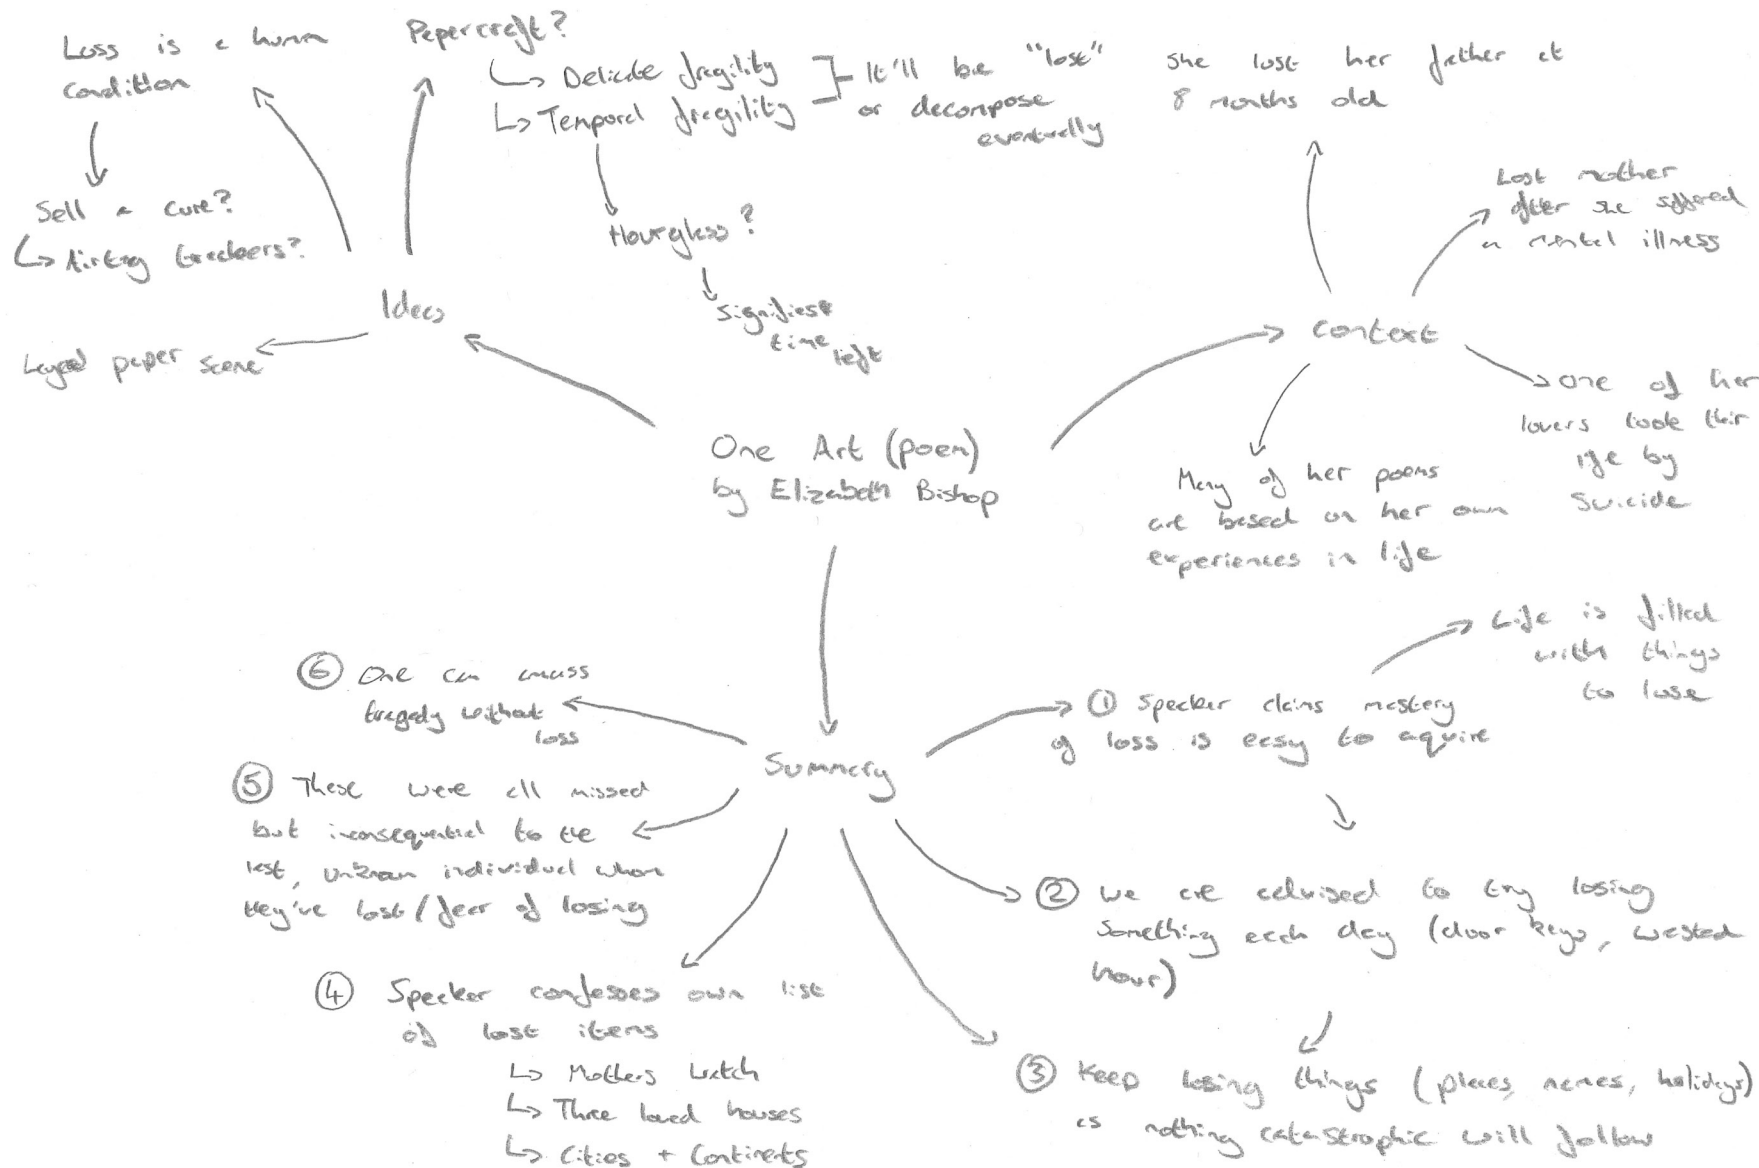 Loss is a human
condition
Sell a cure?
↳ Airtag trackers?
Papercraft?
↳ Delicate fragility
↳ Temporal fragility
It'll be "lost"
or decompose
eventually
Hourglass?
Signifies
time left
Ideas
Layed paper scene
She lost her father at
8 months old
Lost mother
after she suffered
a mental illness
Context
One of her
lovers took their
life by
Suicide
Many of her poems
are based on her own
experiences in life
One Art (poem)
by Elizabeth Bishop
Summary
① Speaker claims mastery
of loss is easy to aquire
Life is filled
with things
to lose
② We are advised to try losing
something each day (door keys, wasted
hour)
③ Keep losing things (places, names, holidays)
as nothing catastrophic will follow
④ Speaker confesses own list
of lost items
↳ Mothers watch
↳ Three loved houses
↳ Cities + Continents
⑤ These were all missed
but inconsequential to the
last, unknown individual whom
they've lost/fear of losing
⑥ One can amass
tragedy without
loss